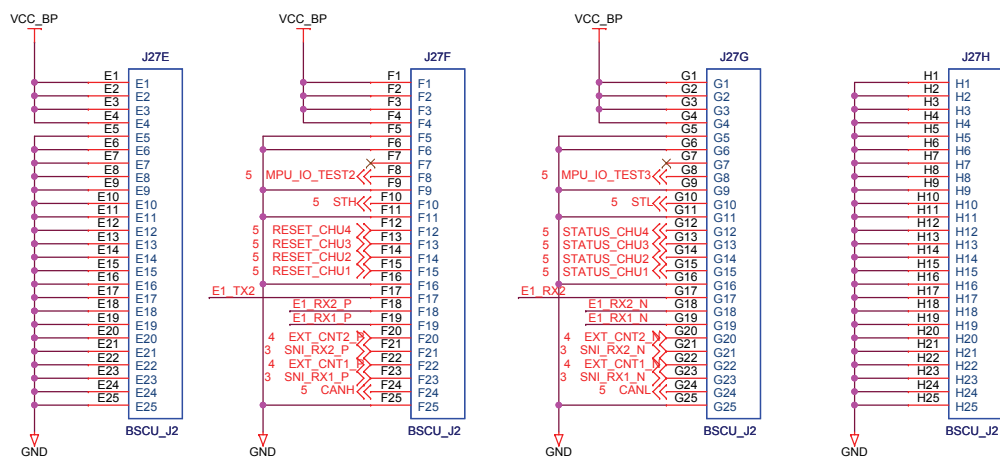 VCC_BP VCC_BP VCC_BP
J27E J27F J27G J27H
E1 E1 F1 F1 G1 G1 H1 H1
E2 E2 F2 F2 G2 G2 H2 H2
E3 E3 F3 F3 G3 G3 H3 H3
E4 E4 F4 F4 G4 G4 H4 H4
E5 E5 F5 F5 G5 G5 H5 H5
E6 E6 F6 F6 G6 G6 H6 H6
E7 E7 F7 F7 G7 G7 H7 H7
E8 E8 5 MPU_IO_TEST2 F8 F8 5 MPU_IO_TEST3 G8 G8 H8 H8
E9 E9 F9 F9 G9 G9 H9 H9
E10 E10 5 STH F10 F10 5 STL G10 G10 H10 H10
E11 E11 F11 F11 G11 G11 H11 H11
E12 E12 5 RESET_CHU4 F12 F12 5 STATUS_CHU4 G12 G12 H12 H12
E13 E13 5 RESET_CHU3 F13 F13 5 STATUS_CHU3 G13 G13 H13 H13
E14 E14 5 RESET_CHU2 F14 F14 5 STATUS_CHU2 G14 G14 H14 H14
E15 E15 5 RESET_CHU1 F15 F15 5 STATUS_CHU1 G15 G15 H15 H15
E16 E16 F16 F16 G16 G16 H16 H16
E17 E17 E1_TX2 F17 F17 E1_RX2 G17 G17 H17 H17
E18 E18 E1_RX2_P F18 F18 E1_RX2_N G18 G18 H18 H18
E19 E19 E1_RX1_P F19 F19 E1_RX1_N G19 G19 H19 H19
E20 E20 4 EXT_CNT2_P F20 F20 4 EXT_CNT2_N G20 G20 H20 H20
E21 E21 3 SNI_RX2_P F21 F21 3 SNI_RX2_N G21 G21 H21 H21
E22 E22 4 EXT_CNT1_P F22 F22 4 EXT_CNT1_N G22 G22 H22 H22
E23 E23 3 SNI_RX1_P F23 F23 3 SNI_RX1_N G23 G23 H23 H23
E24 E24 5 CANH F24 F24 5 CANL G24 G24 H24 H24
E25 E25 F25 F25 G25 G25 H25 H25
BSCU_J2 BSCU_J2 BSCU_J2 BSCU_J2
GND GND GND GND